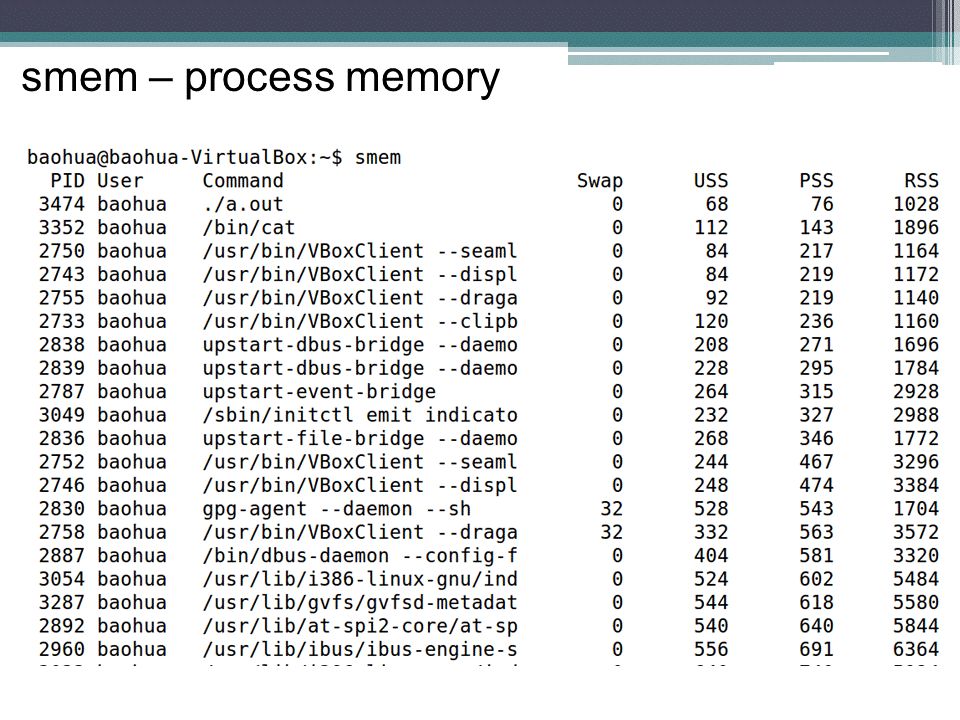 smem – process memory
baohua@baohua-VirtualBox:~$ smem
PID User Command Swap USS PSS RSS
3474 baohua ./a.out 0 68 76 1028
3352 baohua /bin/cat 0 112 143 1896
2750 baohua /usr/bin/VBoxClient --seaml 0 84 217 1164
2743 baohua /usr/bin/VBoxClient --displ 0 84 219 1172
2755 baohua /usr/bin/VBoxClient --draga 0 92 219 1140
2733 baohua /usr/bin/VBoxClient --clipb 0 120 236 1160
2838 baohua upstart-dbus-bridge --daemo 0 208 271 1696
2839 baohua upstart-dbus-bridge --daemo 0 228 295 1784
2787 baohua upstart-event-bridge 0 264 315 2928
3049 baohua /sbin/initctl emit indicato 0 232 327 2988
2836 baohua upstart-file-bridge --daemo 0 268 346 1772
2752 baohua /usr/bin/VBoxClient --seaml 0 244 467 3296
2746 baohua /usr/bin/VBoxClient --displ 0 248 474 3384
2830 baohua gpg-agent --daemon --sh 32 528 543 1704
2758 baohua /usr/bin/VBoxClient --draga 32 332 563 3572
2887 baohua /bin/dbus-daemon --config-f 0 404 581 3320
3054 baohua /usr/lib/i386-linux-gnu/ind 0 524 602 5484
3287 baohua /usr/lib/gvfs/gvfsd-metadat 0 544 618 5580
2892 baohua /usr/lib/at-spi2-core/at-sp 0 540 640 5844
2960 baohua /usr/lib/ibus/ibus-engine-s 0 556 691 6364